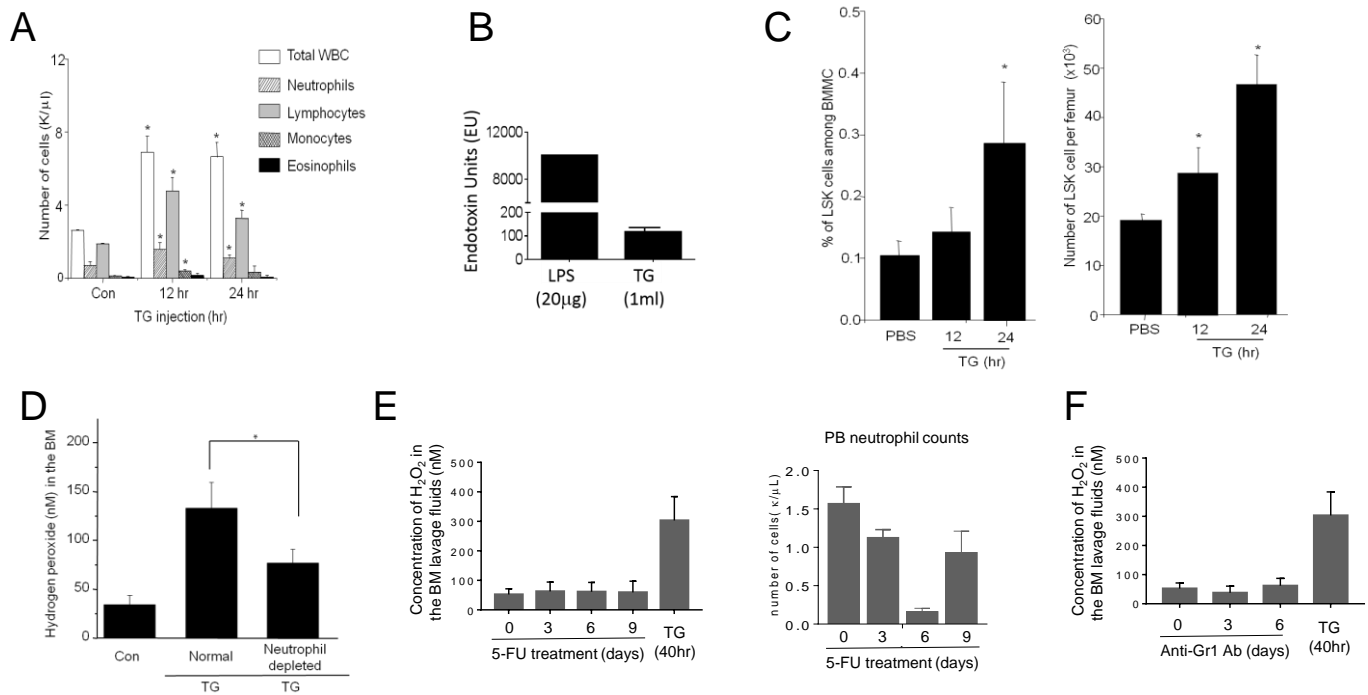 A
Number of cells (K/μl)
12
8
4
0
Total WBC
Neutrophils
Lymphocytes
Monocytes
Eosinophils
*
*
*
*
*
*
*
Con
12 hr
24 hr
TG injection (hr)
B
Endotoxin Units (EU)
12000
9000
200
100
0
LPS
TG
(20μg)
(1ml)
C
% of LSK cells among BMMC
0.5
0.4
0.3
0.2
0.1
0.0
*
PBS
12
24
TG (hr)
Number of LSK cell per femur (x10³)
60
50
40
30
20
10
0
*
*
PBS
12
24
TG (hr)
D
Hydrogen peroxide (nM) in the BM
200
150
100
50
0
*
Con
Normal
Neutrophil
depleted
TG
TG
E
Concentration of H₂O₂ in
the BM lavage fluids (nM)
500
400
300
200
100
0
0
3
6
9
TG
5-FU treatment (days)
(40hr)
PB neutrophil counts
number of cells( κ/μL)
2.0
1.5
1.0
0.5
0.0
0
3
6
9
5-FU treatment (days)
F
Concentration of H₂O₂ in
the BM lavage fluids (nM)
500
400
300
200
100
0
0
3
6
TG
Anti-Gr1 Ab (days)
(40hr)